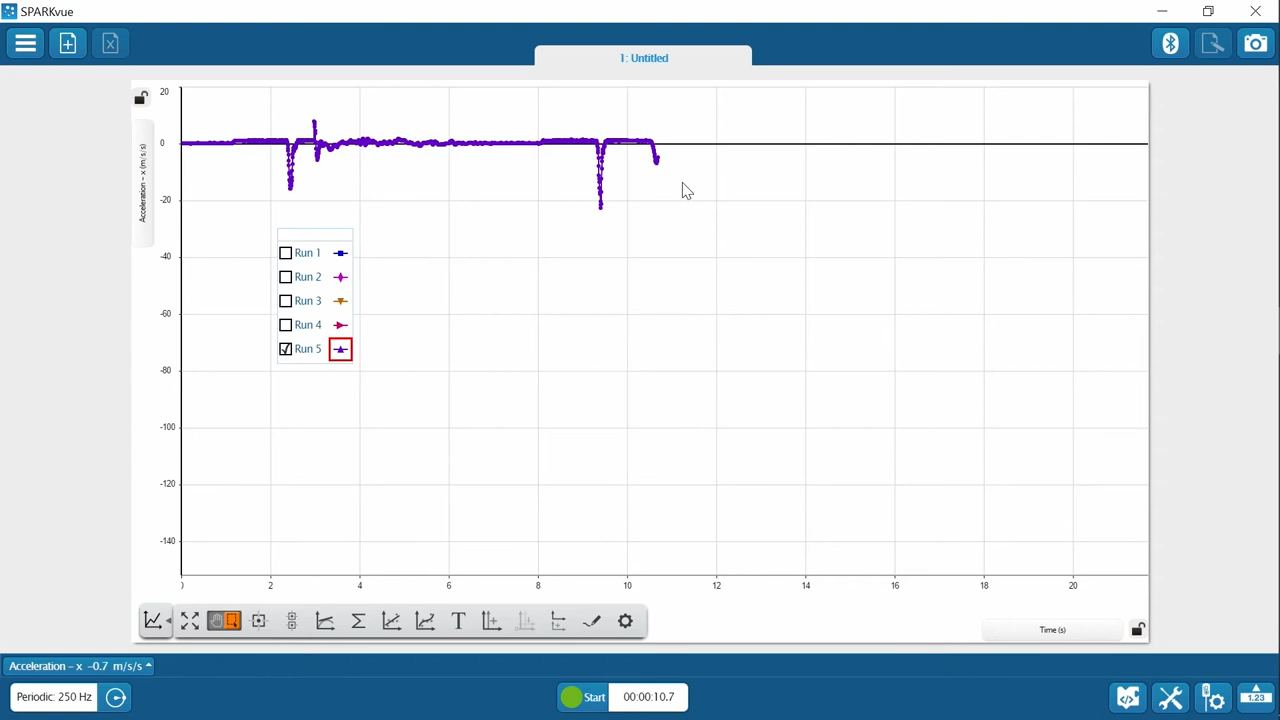 SPARKvue
1: Untitled
20
0
-20
-40
-60
-80
-100
-120
-140
Acceleration – x (m/s/s)
Run 1
Run 2
Run 3
Run 4
Run 5
2
4
6
8
10
12
14
16
18
20
Time (s)
Acceleration – x -0.7 m/s/s
Periodic: 250 Hz
Start
00:00:10.7
1.23